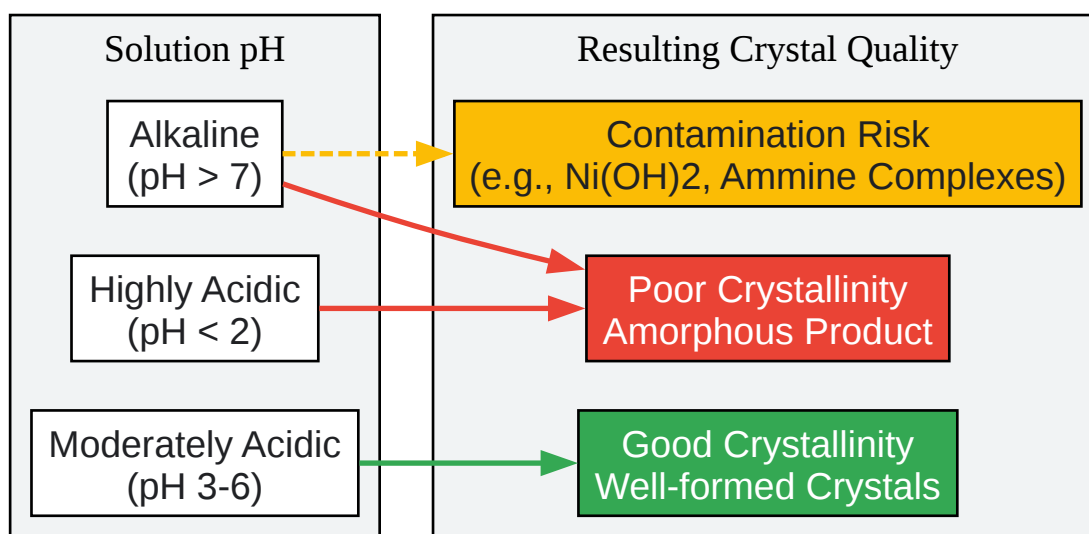 Solution pH
Alkaline
(pH > 7)
Highly Acidic
(pH < 2)
Moderately Acidic
(pH 3-6)
Resulting Crystal Quality
Contamination Risk
(e.g., Ni(OH)2, Ammine Complexes)
Poor Crystallinity
Amorphous Product
Good Crystallinity
Well-formed Crystals